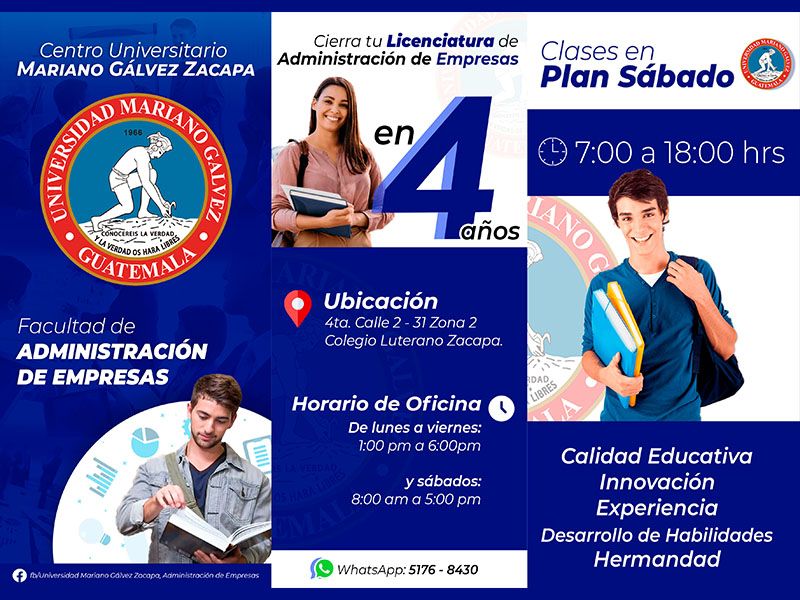 Centro Universitario
MARIANO GÁLVEZ ZACAPA
UNIVERSIDAD MARIANO GALVEZ
1966
CONOCEREIS LA VERDAD
Y LA VERDAD OS HARA LIBRES
• GUATEMALA •
Facultad de
ADMINISTRACIÓN
DE EMPRESAS
fb/Universidad Mariano Gálvez Zacapa, Administración de Empresas
Cierra tu Licenciatura de
Administración de Empresas
en
4
años
Ubicación
4ta. Calle 2 - 31 Zona 2
Colegio Luterano Zacapa.
Horario de Oficina
De lunes a viernes:
1:00 pm a 6:00pm
y sábados:
8:00 am a 5:00 pm
WhatsApp: 5176 - 8430
Clases en
Plan Sábado
UNIVERSIDAD MARIANO GALVEZ
GUATEMALA
7:00 a 18:00 hrs
Calidad Educativa
Innovación
Experiencia
Desarrollo de Habilidades
Hermandad